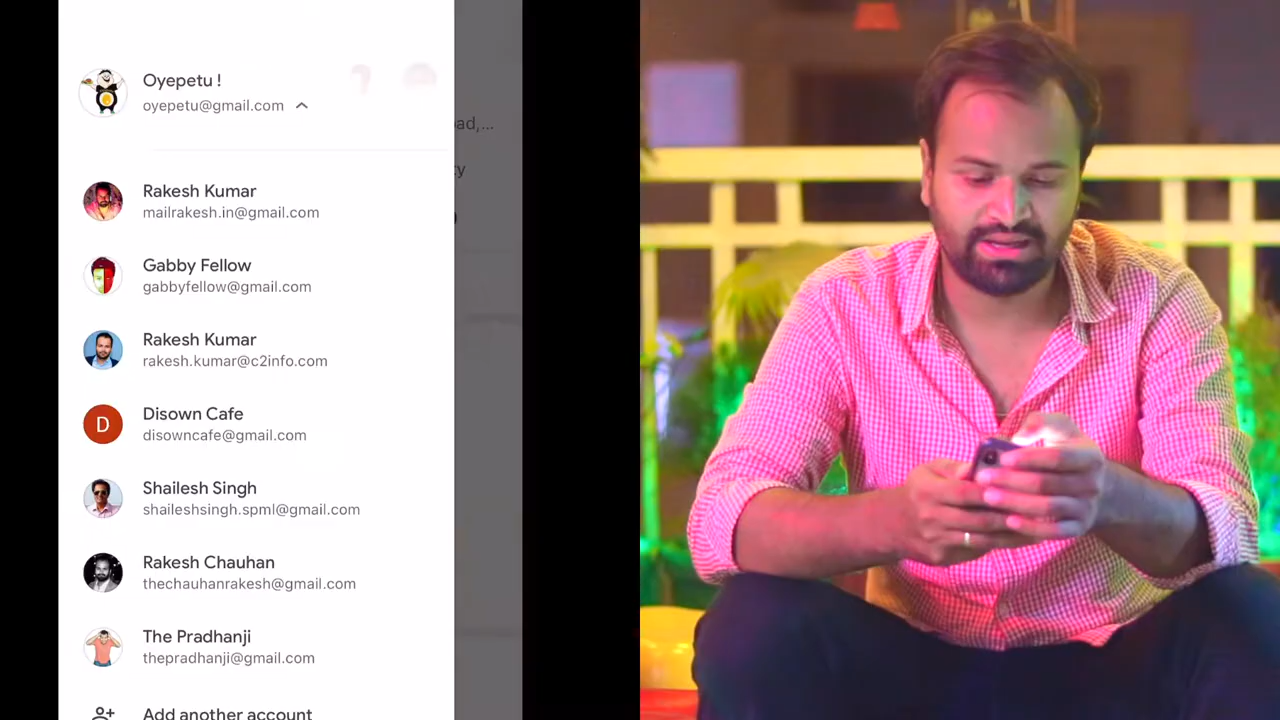 Oyepetu !
oyepetu@gmail.com
ad,...
Rakesh Kumar
mailrakesh.in@gmail.com
Gabby Fellow
gabbyfellow@gmail.com
Rakesh Kumar
rakesh.kumar@c2info.com
D
Disown Cafe
disowncafe@gmail.com
Shailesh Singh
shaileshsingh.spml@gmail.com
Rakesh Chauhan
thechauhanrakesh@gmail.com
The Pradhanji
thepradhanji@gmail.com
Add another account